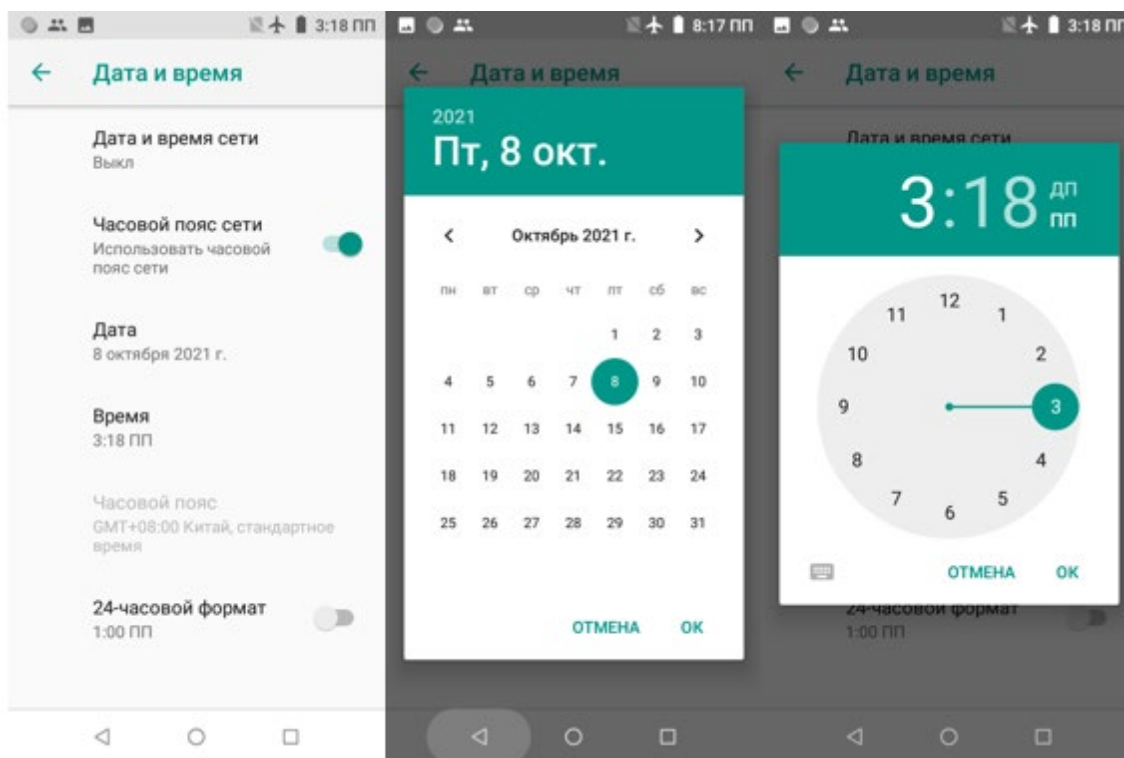 3:18 ПП
Дата и время
Дата и время сети
Выкл
Часовой пояс сети
Использовать часовой
пояс сети
Дата
8 октября 2021 г.
Время
3:18 ПП
Часовой пояс
GMT+08:00 Китай, стандартное
время
24-часовой формат
1:00 ПП
8:17 ПП
Дата и время
2021
Пт, 8 окт.
Октябрь 2021 г.
пн вт ср чт пт сб вс
1 2 3
4 5 6 7 8 9 10
11 12 13 14 15 16 17
18 19 20 21 22 23 24
25 26 27 28 29 30 31
ОТМЕНА ОК
3:18 ПП
Дата и время
Дата и время сети
3:18 ДП
ПП
12
11 1
10 2
9 3
8 4
7 5
6
ОТМЕНА ОК
24-часовой формат
1:00 ПП